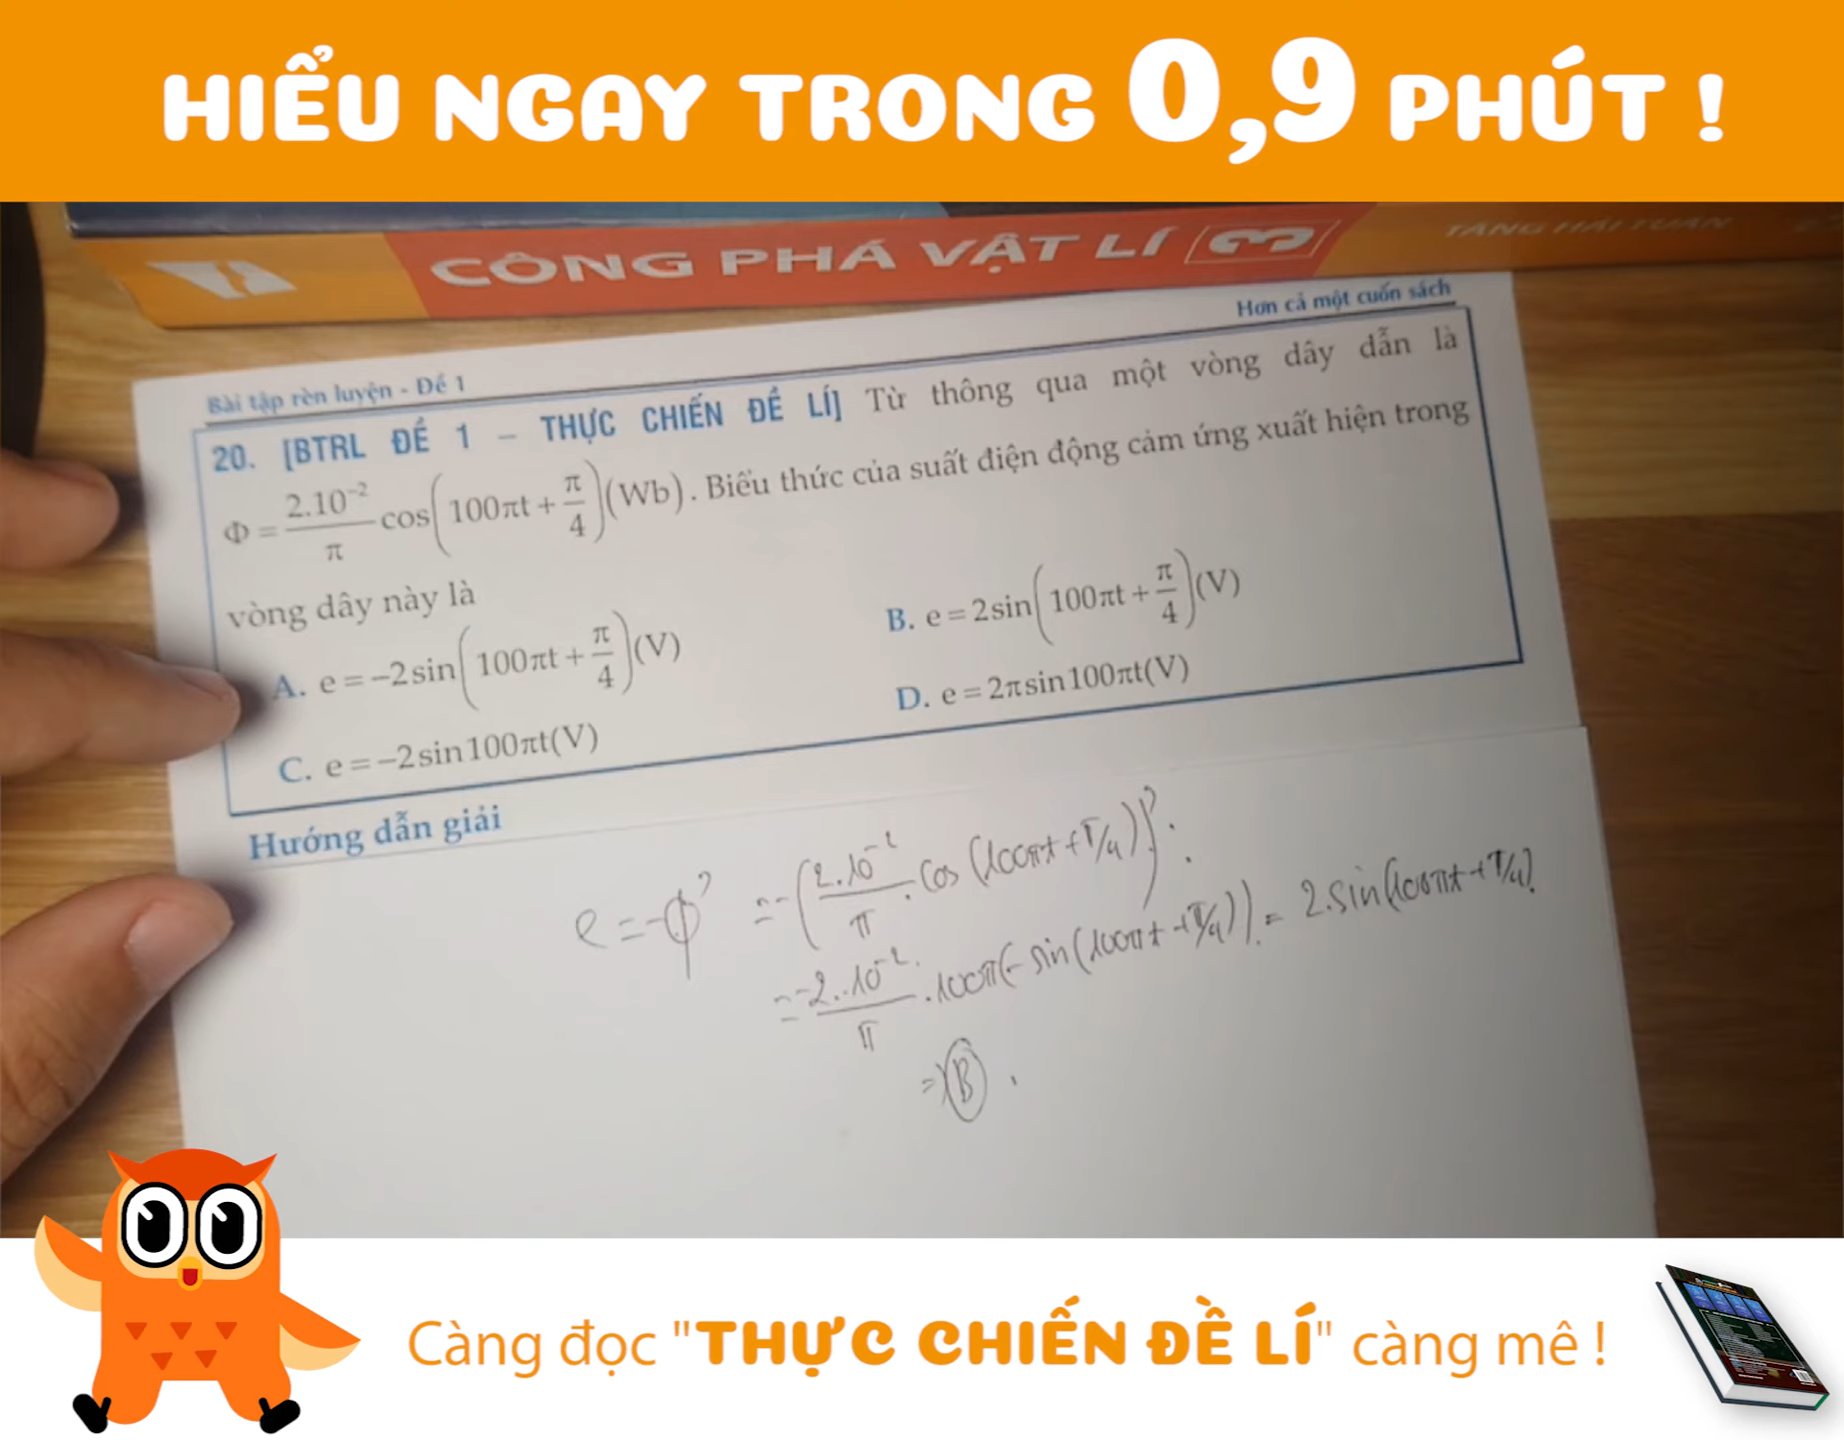 HIỂU NGAY TRONG 0,9 PHÚT !
CÔNG PHÁ VẬT LÍ 3
TĂNG HẢI TUÂN
Hơn cả một cuốn sách
Bài tập rèn luyện - Đề 1
20. [BTRL ĐỀ 1 – THỰC CHIẾN ĐỀ LÍ] Từ thông qua một vòng dây dẫn là
Φ = 2.10⁻²/π cos(100πt + π/4)(Wb). Biểu thức của suất điện động cảm ứng xuất hiện trong
vòng dây này là
A. e = −2sin(100πt + π/4)(V)
B. e = 2sin(100πt + π/4)(V)
C. e = −2sin100πt(V)
D. e = 2πsin100πt(V)
Hướng dẫn giải
e = -Φ' = -(2.10⁻²/π . cos(100πt + π/4))'.
= -2.10⁻²/π . 100π(- sin(100πt + π/4)) = 2.sin(100πt + π/4).
=> B .
Càng đọc "THỰC CHIẾN ĐỀ LÍ" càng mê !